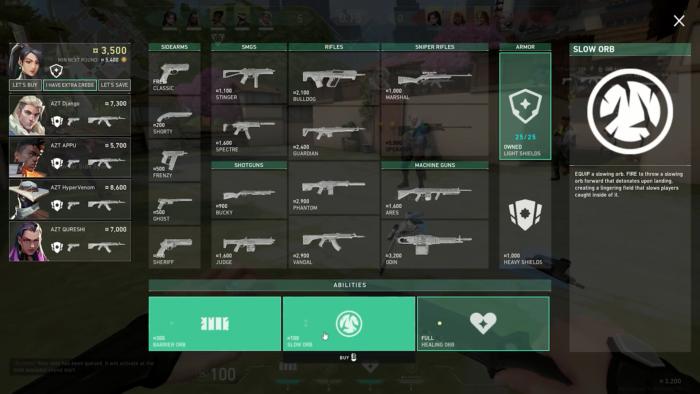 3,500
MIN NEXT ROUND: 5,400
LET'S BUY
I HAVE EXTRA CREDS
LET'S SAVE
AZT Django
7,300
AZT APPU
5,700
AZT HyperVenom
8,600
AZT QURESHI
7,000
SIDEARMS
FREE
CLASSIC
200
SHORTY
500
FRENZY
500
GHOST
SHERIFF
SMGS
1,100
STINGER
1,600
SPECTRE
SHOTGUNS
900
BUCKY
1,600
JUDGE
RIFLES
2,100
BULLDOG
2,400
GUARDIAN
2,900
PHANTOM
2,900
VANDAL
SNIPER RIFLES
1,000
MARSHAL
MACHINE GUNS
1,600
ARES
3,200
ODIN
ARMOR
25/25
OWNED
LIGHT SHIELDS
1,000
HEAVY SHIELDS
ABILITIES
300
BARRIER ORB
100
SLOW ORB
FULL
HEALING ORB
BUY
SLOW ORB
EQUIP a slowing orb. FIRE to throw a slowing
orb forward that detonates upon landing,
creating a lingering field that slows players
caught inside of it.
100
3,200